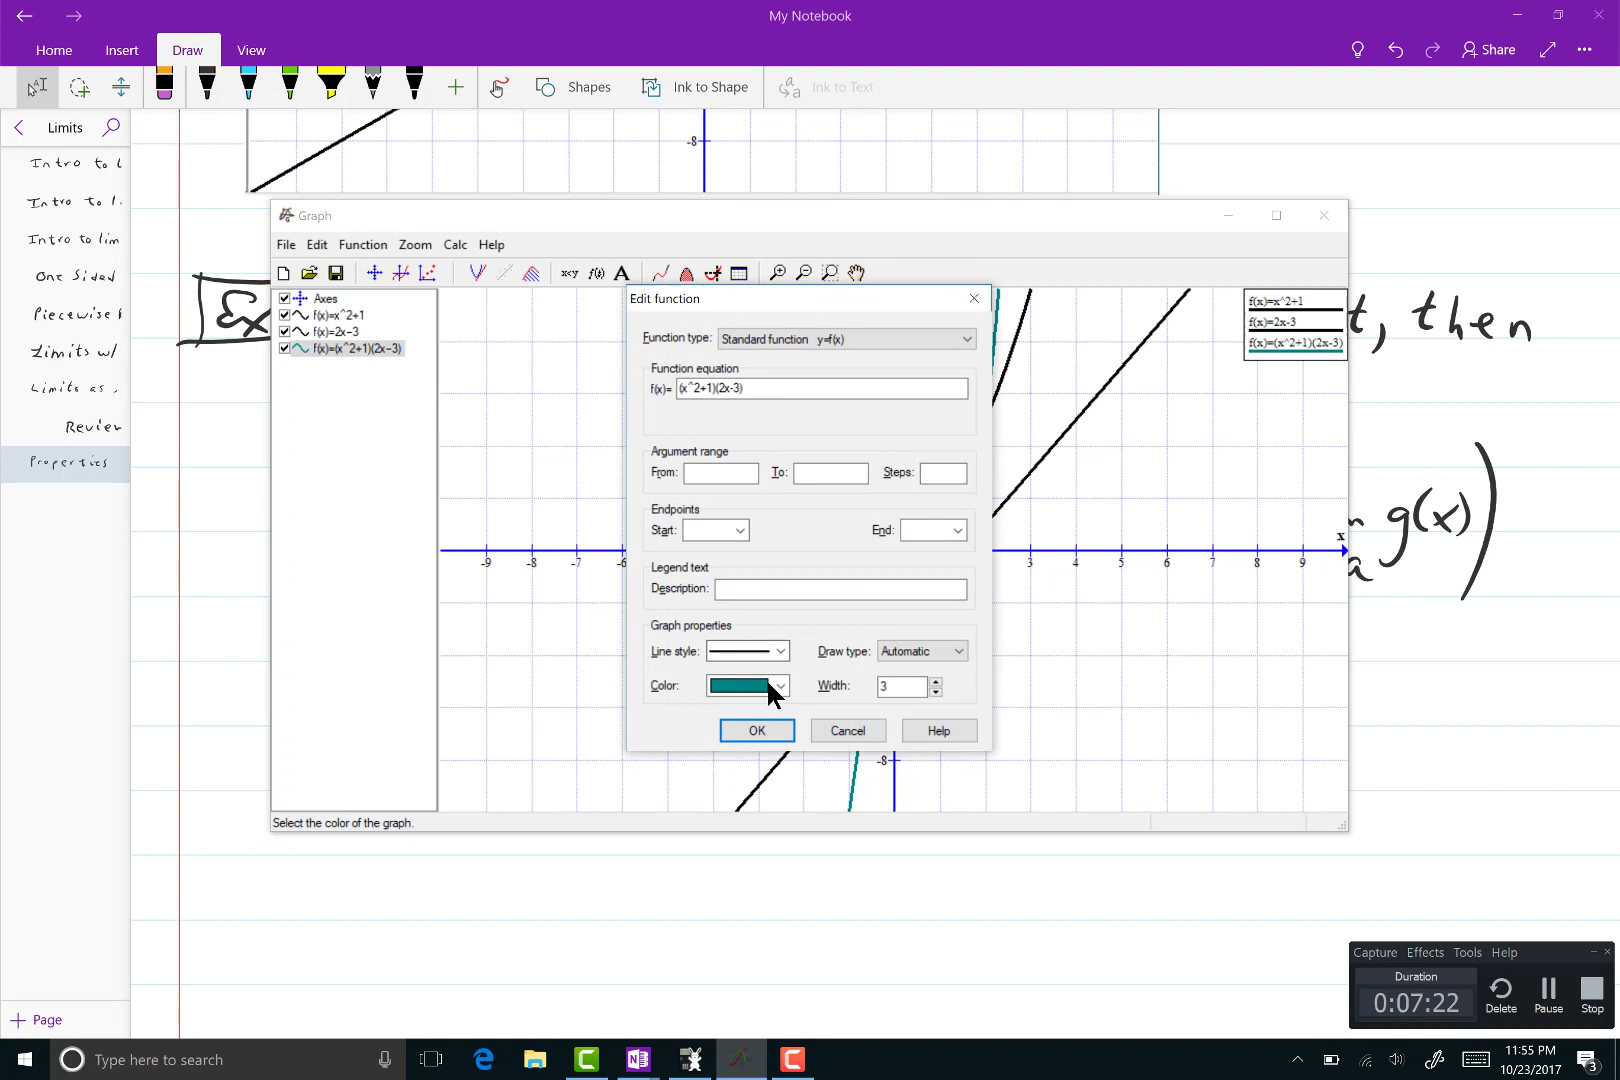 My Notebook
Home Insert Draw View
Share
Shapes Ink to Shape Ink to Text
Limits
Intro to
Intro to
Intro to lim
One Sided
Piecewise
Limits w/
Limits as
Review
Properties
Page
-8
Ex
t, then
g(x))
a
Graph
File Edit Function Zoom Calc Help
Axes
f(x)=x^2+1
f(x)=2x-3
f(x)=(x^2+1)(2x-3)
f(x)=x^2+1
f(x)=2x-3
f(x)=(x^2+1)(2x-3)
Edit function
Function type: Standard function y=f(x)
Function equation
f(x)= (x^2+1)(2x-3)
Argument range
From: To: Steps:
Endpoints
Start: End:
Legend text
Description:
Graph properties
Line style: Draw type: Automatic
Color: Width: 3
OK Cancel Help
x
-9 -8 -7 -6 3 4 5 6 7 8 9
-8
Select the color of the graph.
Capture Effects Tools Help
Duration
0:07:22
Delete Pause Stop
Type here to search
11:55 PM
10/23/2017
3